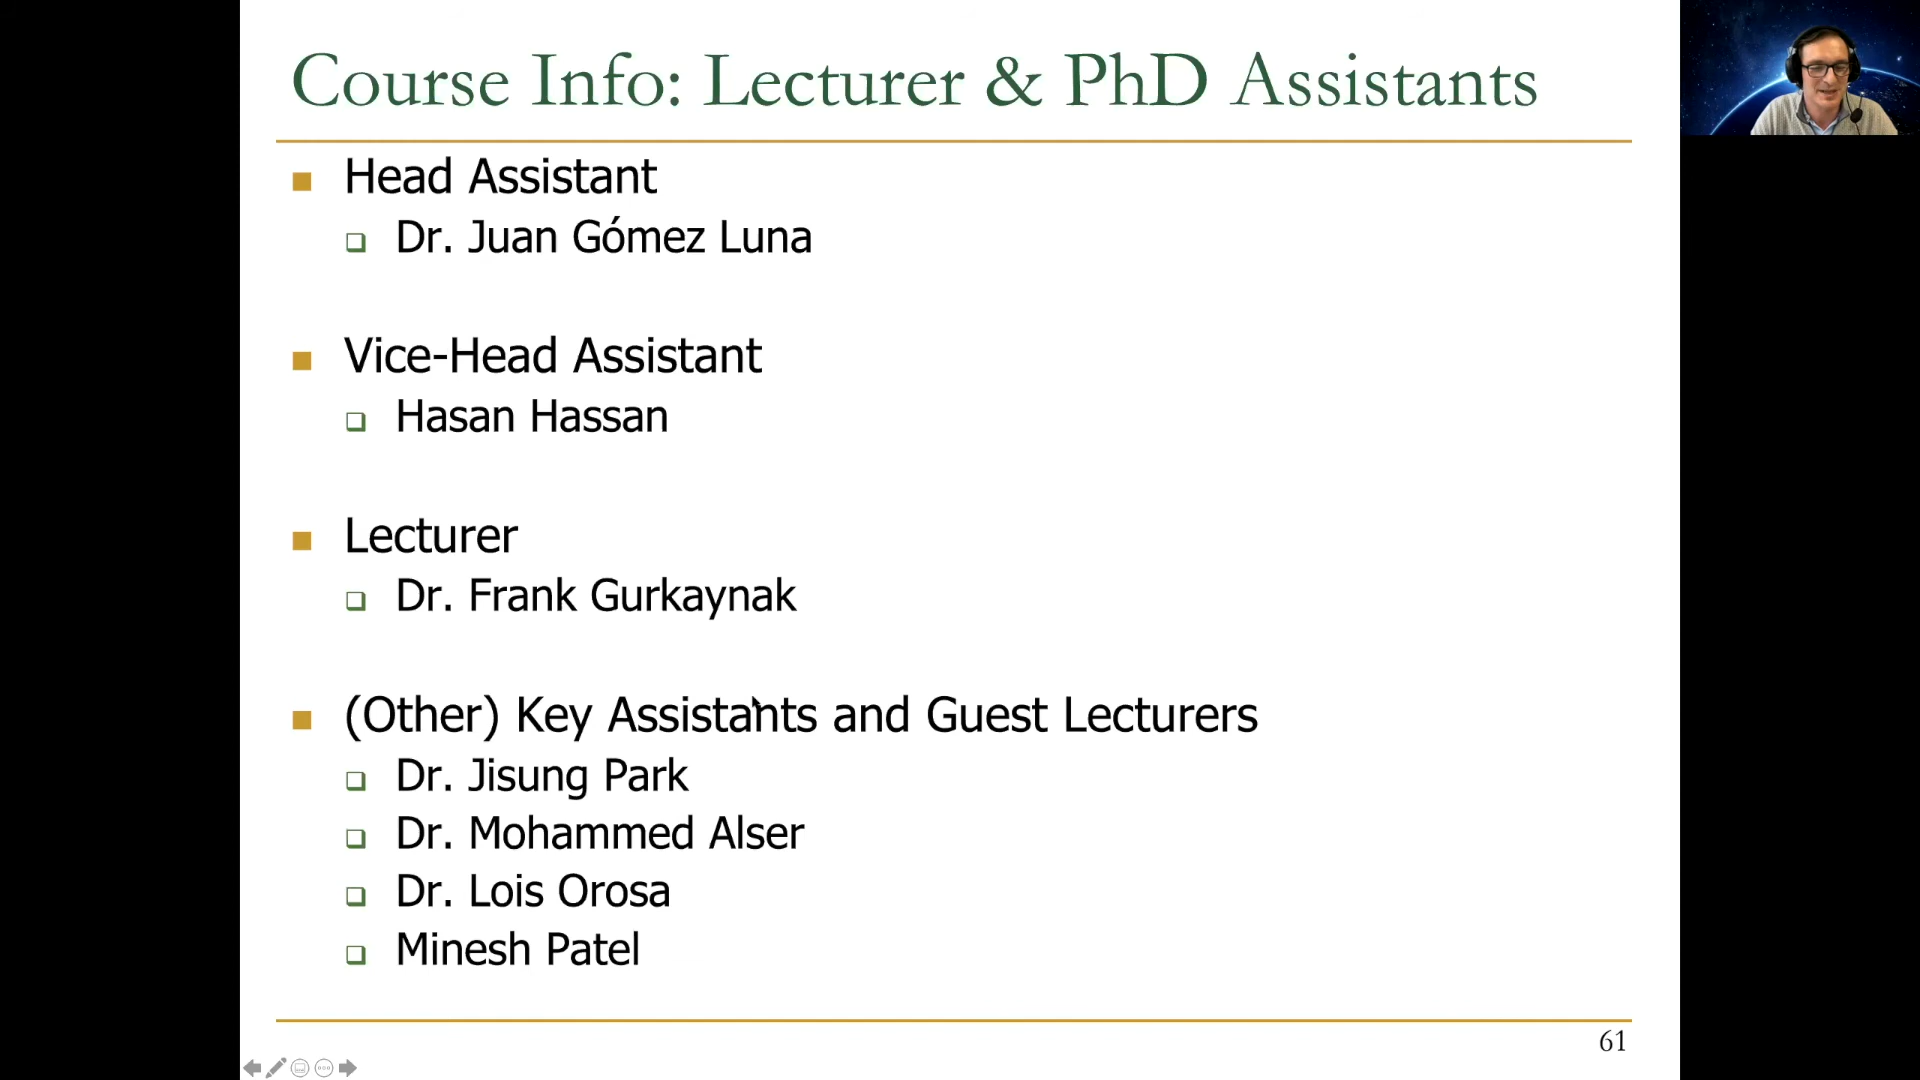 Course Info: Lecturer & PhD Assistants
Head Assistant
Dr. Juan Gómez Luna
Vice-Head Assistant
Hasan Hassan
Lecturer
Dr. Frank Gurkaynak
(Other) Key Assistants and Guest Lecturers
Dr. Jisung Park
Dr. Mohammed Alser
Dr. Lois Orosa
Minesh Patel
61